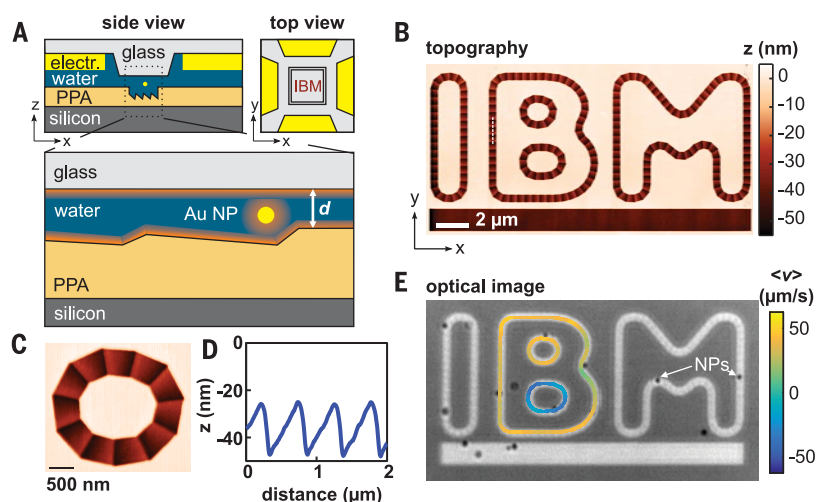 A
side view
top view
glass
electr.
water
PPA
silicon
z
x
IBM
y
x
glass
water
Au NP
d
PPA
silicon
B
topography
z (nm)
0
-10
-20
-30
-40
-50
IBM
2 µm
y
x
C
500 nm
D
z (nm)
0
-20
-40
0
1
2
distance (µm)
E
optical image
<v>
(µm/s)
50
0
-50
IBM
NPs